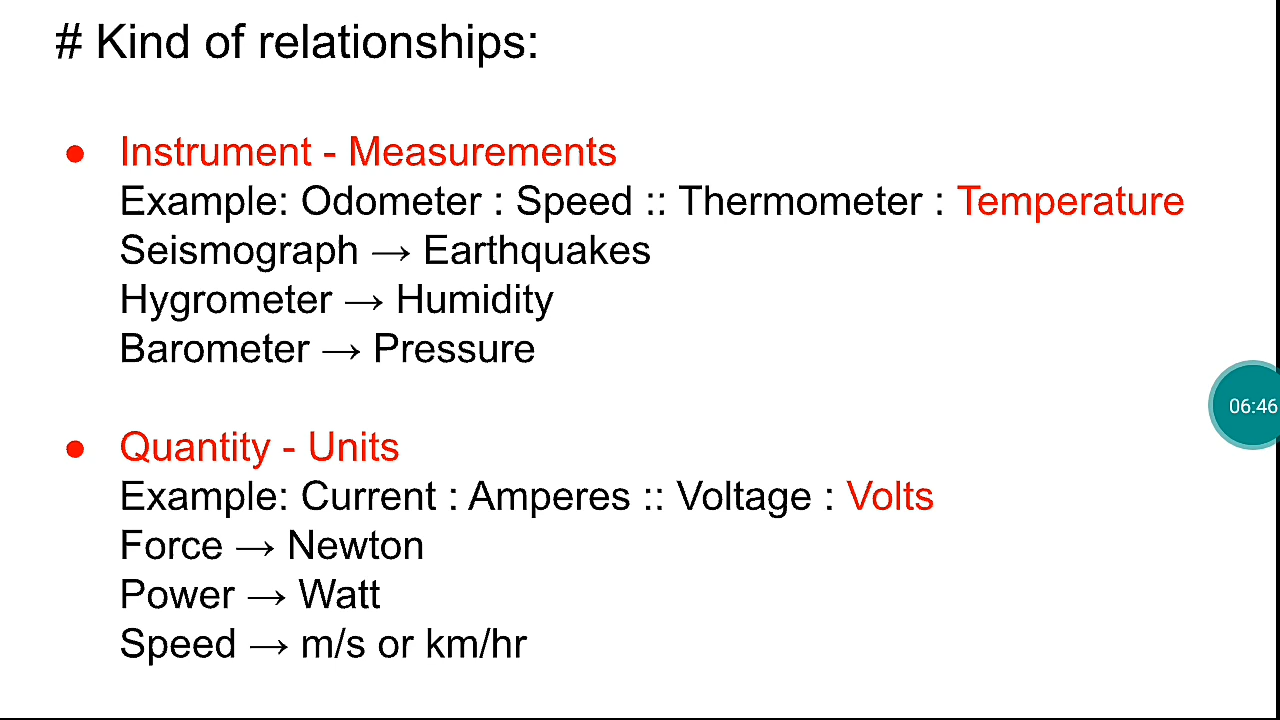 # Kind of relationships:
● Instrument - Measurements
Example: Odometer : Speed :: Thermometer : Temperature
Seismograph → Earthquakes
Hygrometer → Humidity
Barometer → Pressure
06:46
● Quantity - Units
Example: Current : Amperes :: Voltage : Volts
Force → Newton
Power → Watt
Speed → m/s or km/hr